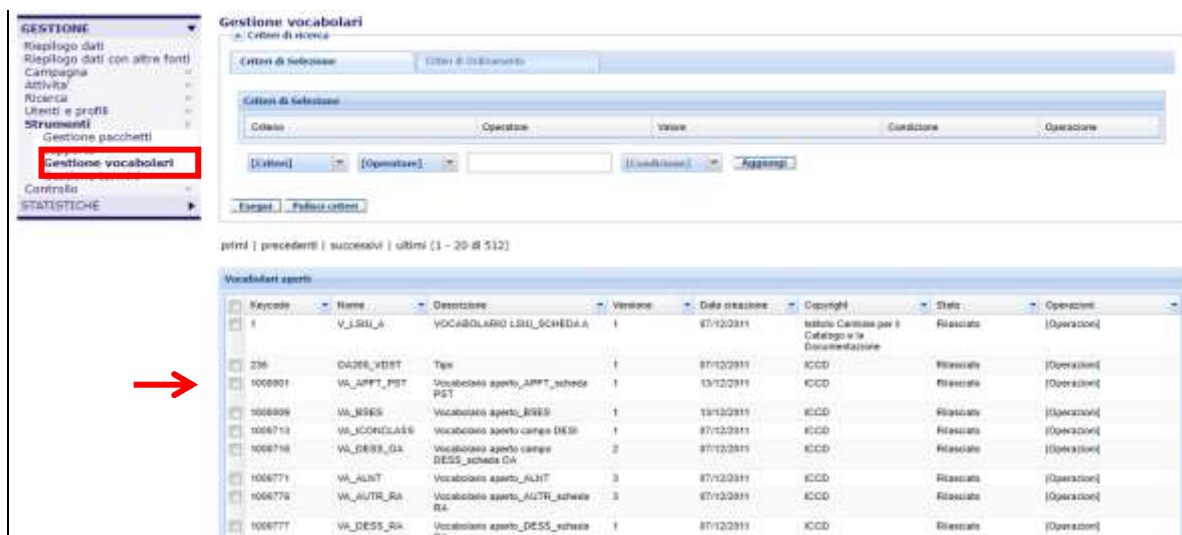 GESTIONE
Riepilogo dati
Riepilogo dati con altre fonti
Campagna
Attivita'
Ricerca
Utenti e profili
Strumenti
Gestione pacchetti
Gestione vocabolari
Controllo
STATISTICHE
Gestione vocabolari
Criteri di ricerca
Criteri di Selezione Criteri di Ordinamento
Criteri di Selezione
Criterio Operatore Valore Condizione Operazione
[Criteri] [Operatore] [Condizione] Aggiungi
Esegui Pulisci criteri
primi | precedenti | successivi | ultimi (1 - 20 di 512)
Vocabolari aperti
Keycode Nome Descrizione Versione Data creazione Copyright Stato Operazioni
1 VOCABOLARIO 1 07/12/2011 Istituto Centrale per il Catalogo e la Documentazione Rilasciato [Operazioni]
236 Tipo 1 07/12/2011 ICCD Rilasciato [Operazioni]
VA_APFT_PST Vocabolario aperto_APFT_scheda PST 1 13/12/2011 ICCD Rilasciato [Operazioni]
VA_BSES Vocabolario aperto_BSES 1 13/12/2011 ICCD Rilasciato [Operazioni]
VA_ICONCLASS Vocabolario aperto campo DESI 1 07/12/2011 ICCD Rilasciato [Operazioni]
VA_DESS_OA Vocabolario aperto campo DESS_scheda OA 2 07/12/2011 ICCD Rilasciato [Operazioni]
VA_ALNT Vocabolario aperto_ALNT 3 07/12/2011 ICCD Rilasciato [Operazioni]
VA_AUTR_RA Vocabolario aperto_AUTR_scheda RA 3 07/12/2011 ICCD Rilasciato [Operazioni]
VA_DESS_RA Vocabolario aperto_DESS_scheda 1 07/12/2011 ICCD Rilasciato [Operazioni]